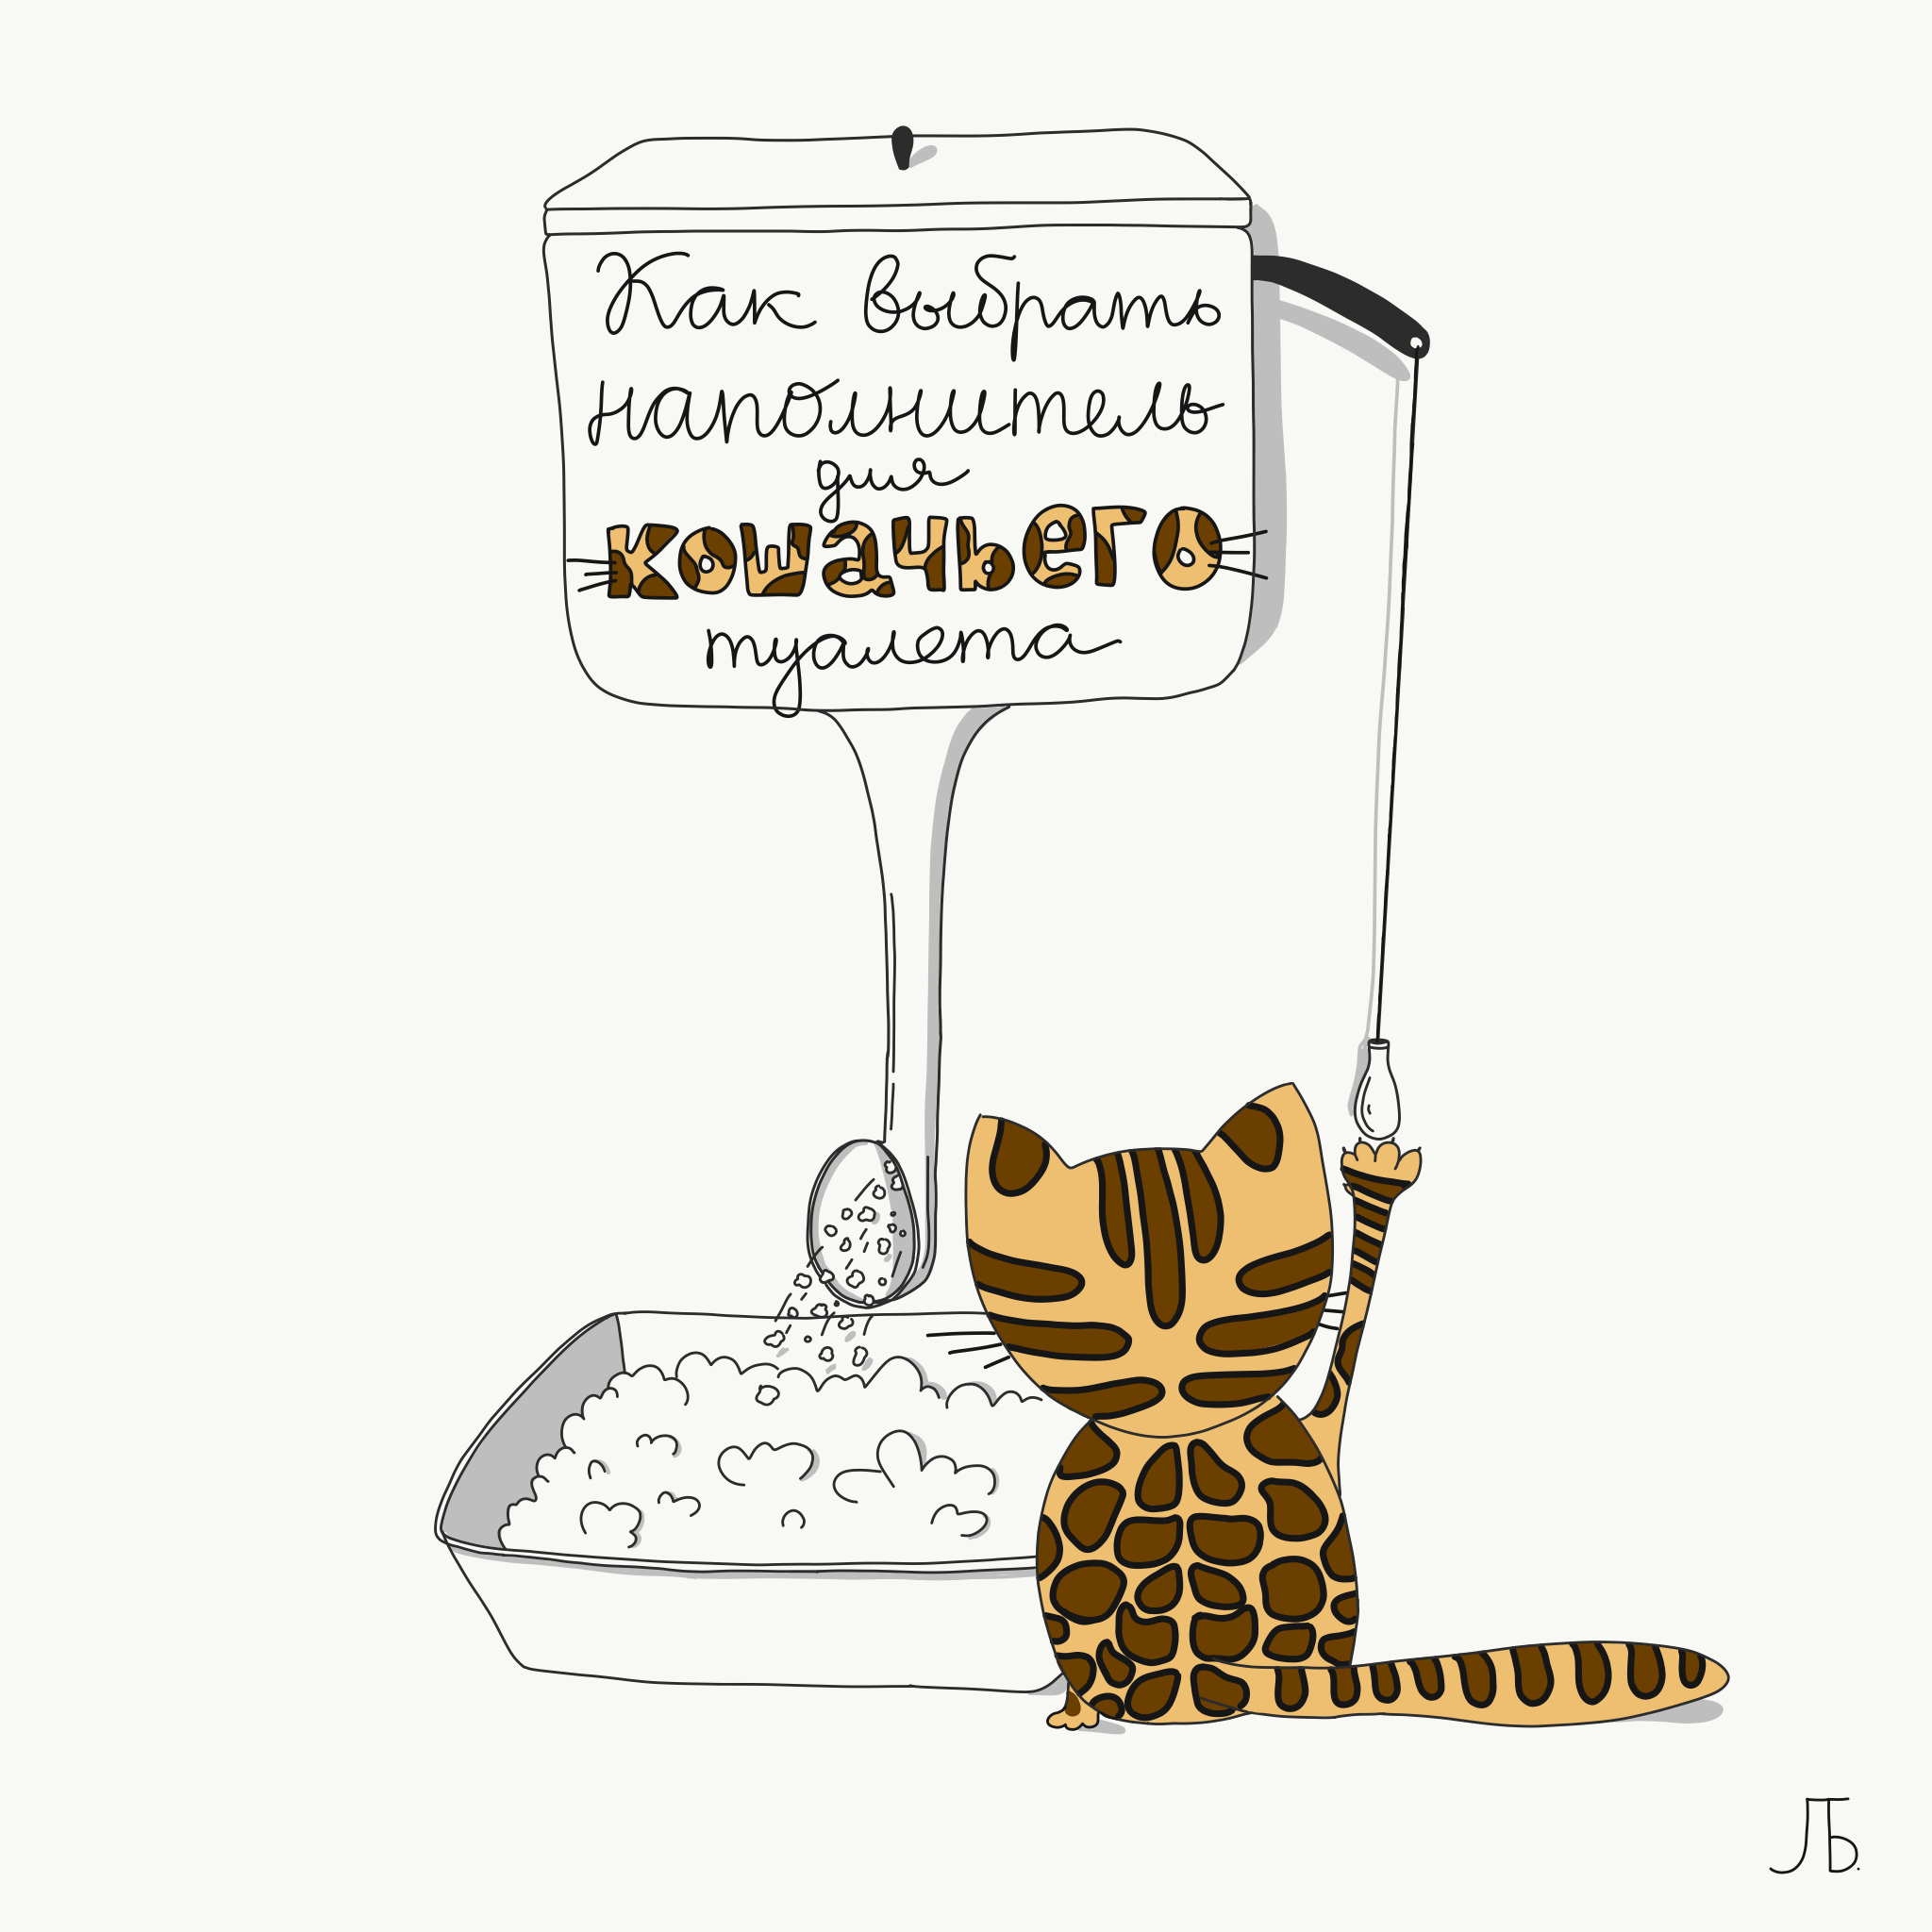 Как выбрать
наполнитель
для
кошачьего
туалета
ЛБ.